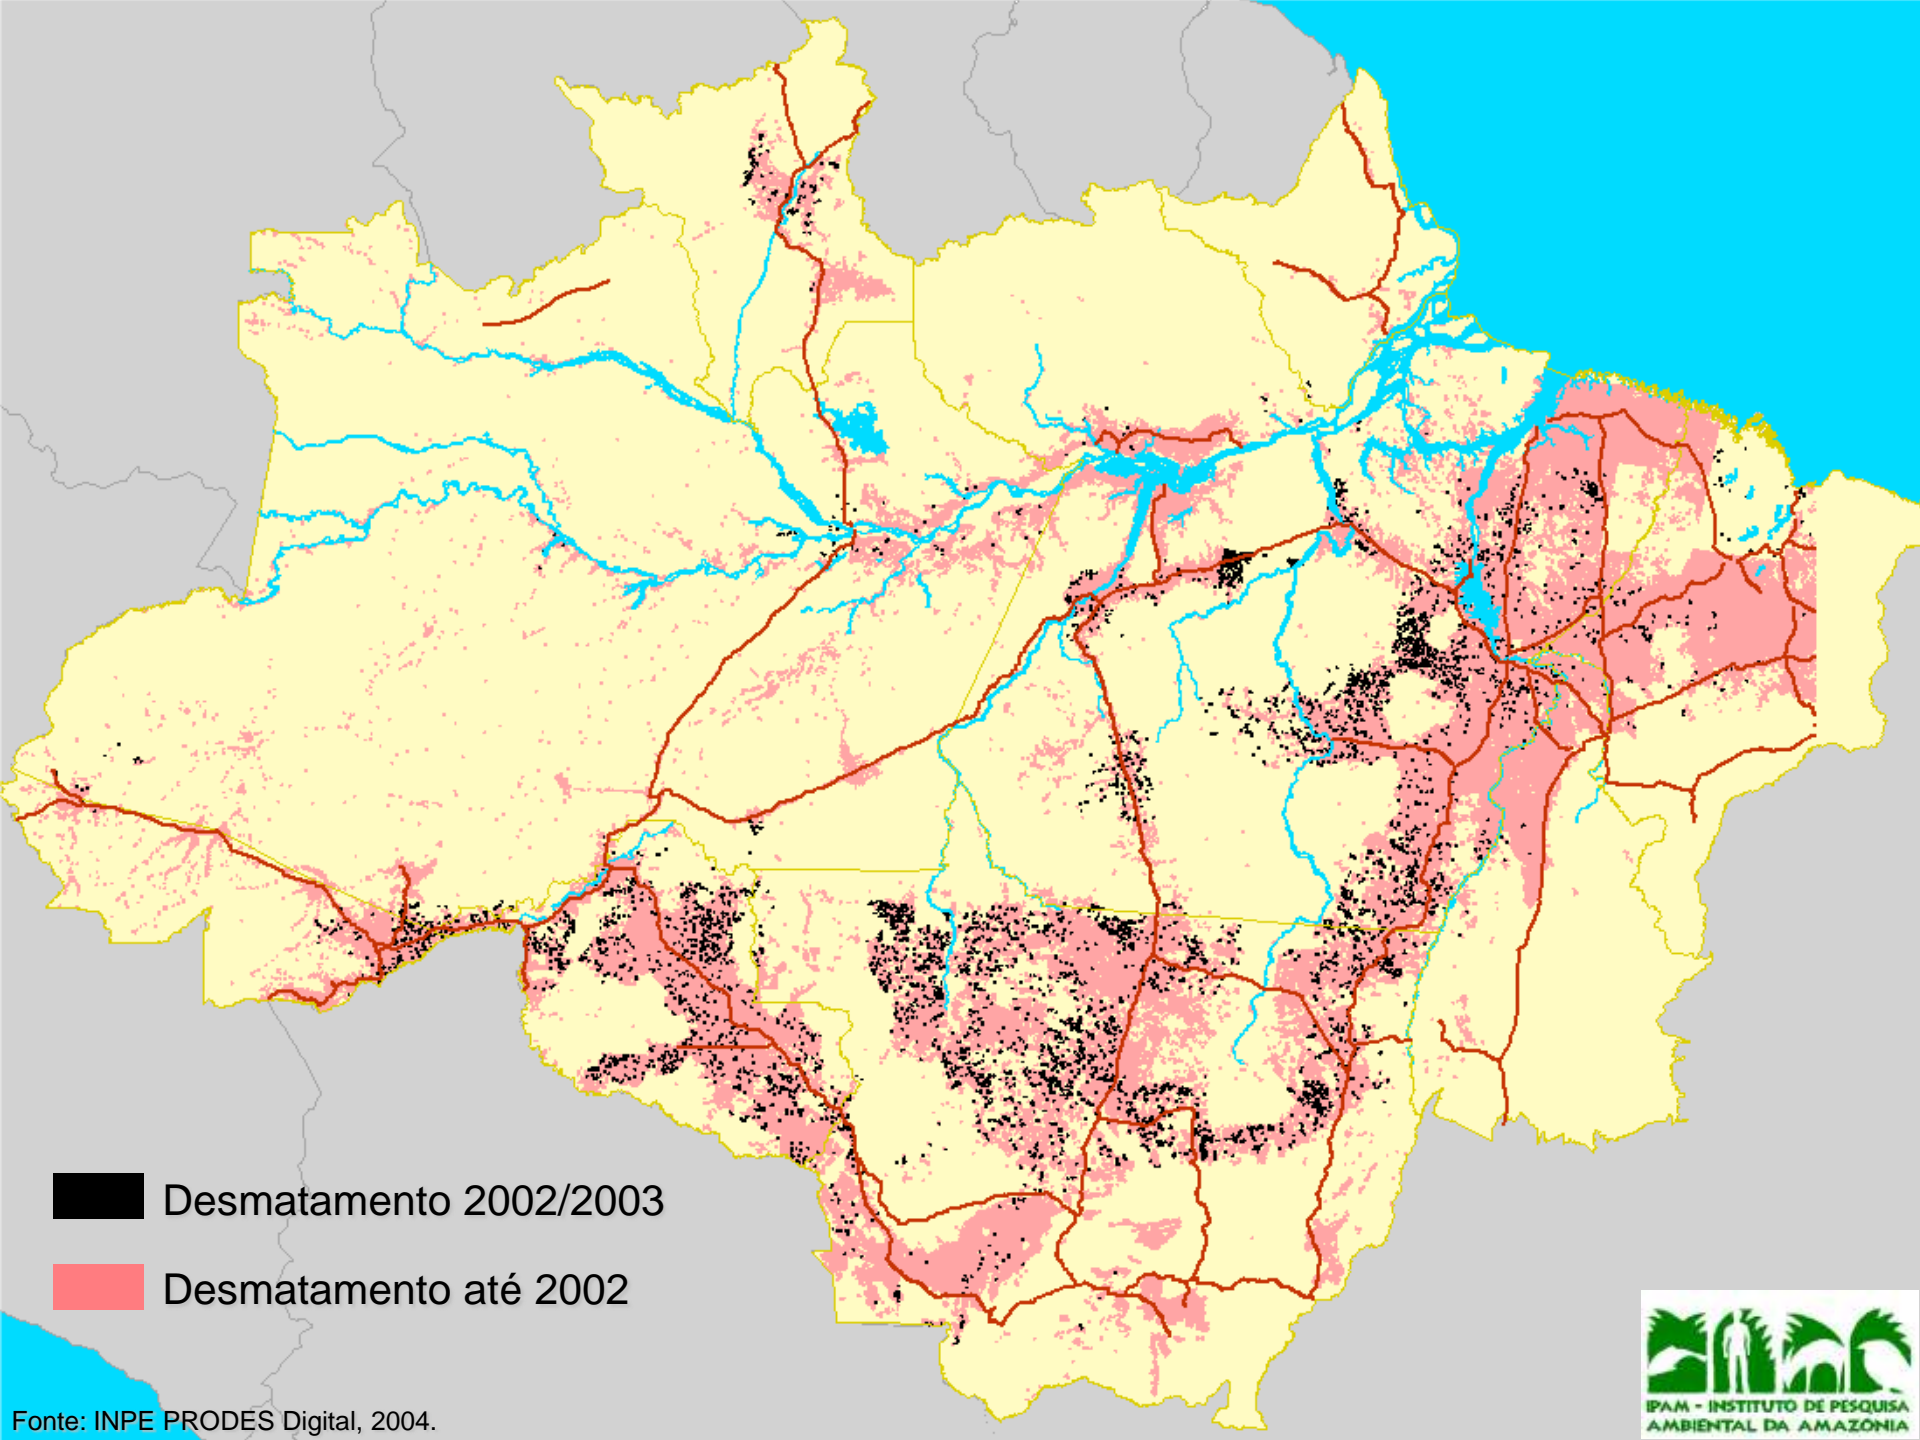 Desmatamento 2002/2003
Desmatamento até 2002
Fonte: INPE PRODES Digital, 2004.
IPAM - INSTITUTO DE PESQUISA
AMBIENTAL DA AMAZÔNIA